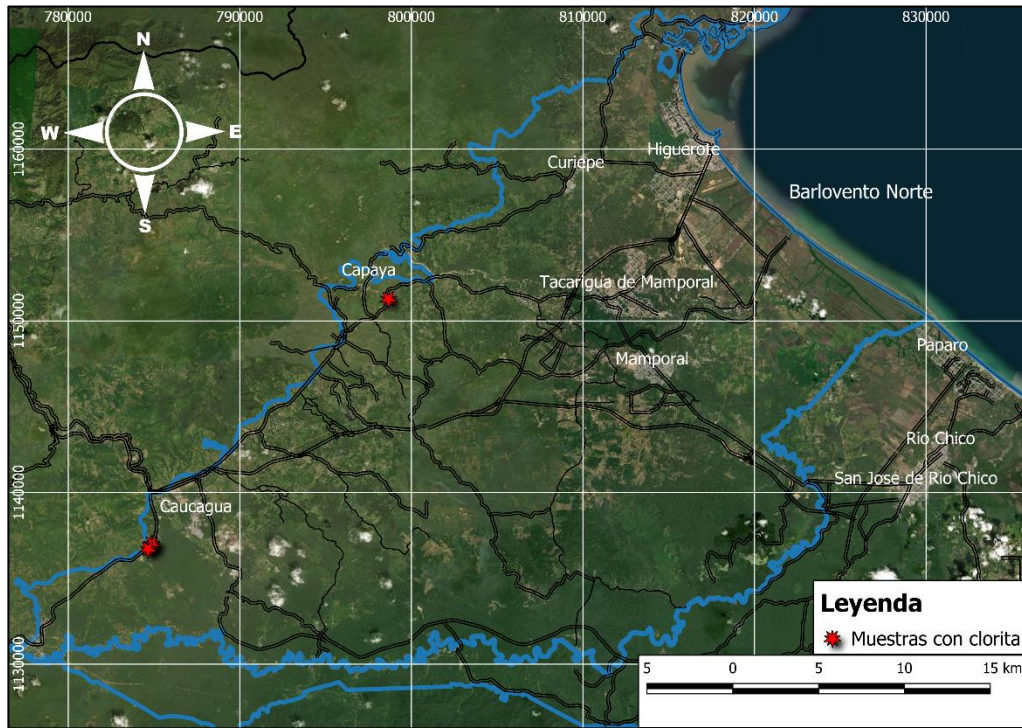 780000
790000
800000
810000
820000
830000
N
W
E
S
1160000
1150000
1140000
1130000
Curiepe
Higuerote
Barlovento Norte
Capaya
Tacarigua de Mamporal
Mamporal
Paparo
Rio Chico
San José de Rio Chico
Caucagua
Leyenda
Muestras con clorita
5 0 5 10 15 km